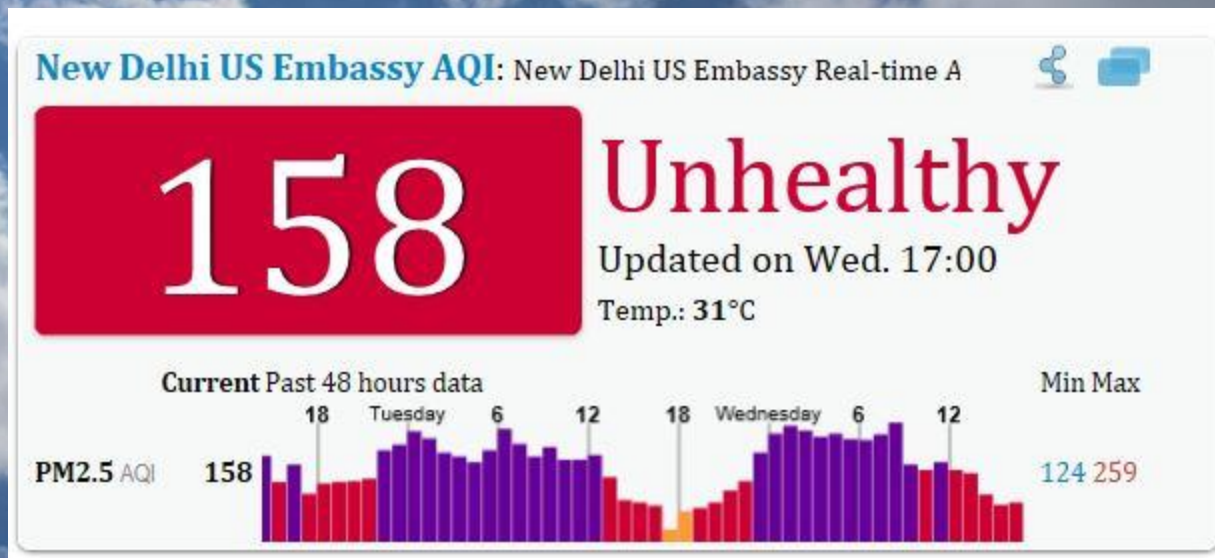 New Delhi US Embassy AQI: New Delhi US Embassy Real-time A
158
Unhealthy
Updated on Wed. 17:00
Temp.: 31°C
Current Past 48 hours data Min Max
18 Tuesday 6 12 18 Wednesday 6 12
PM2.5 AQI 158 124 259